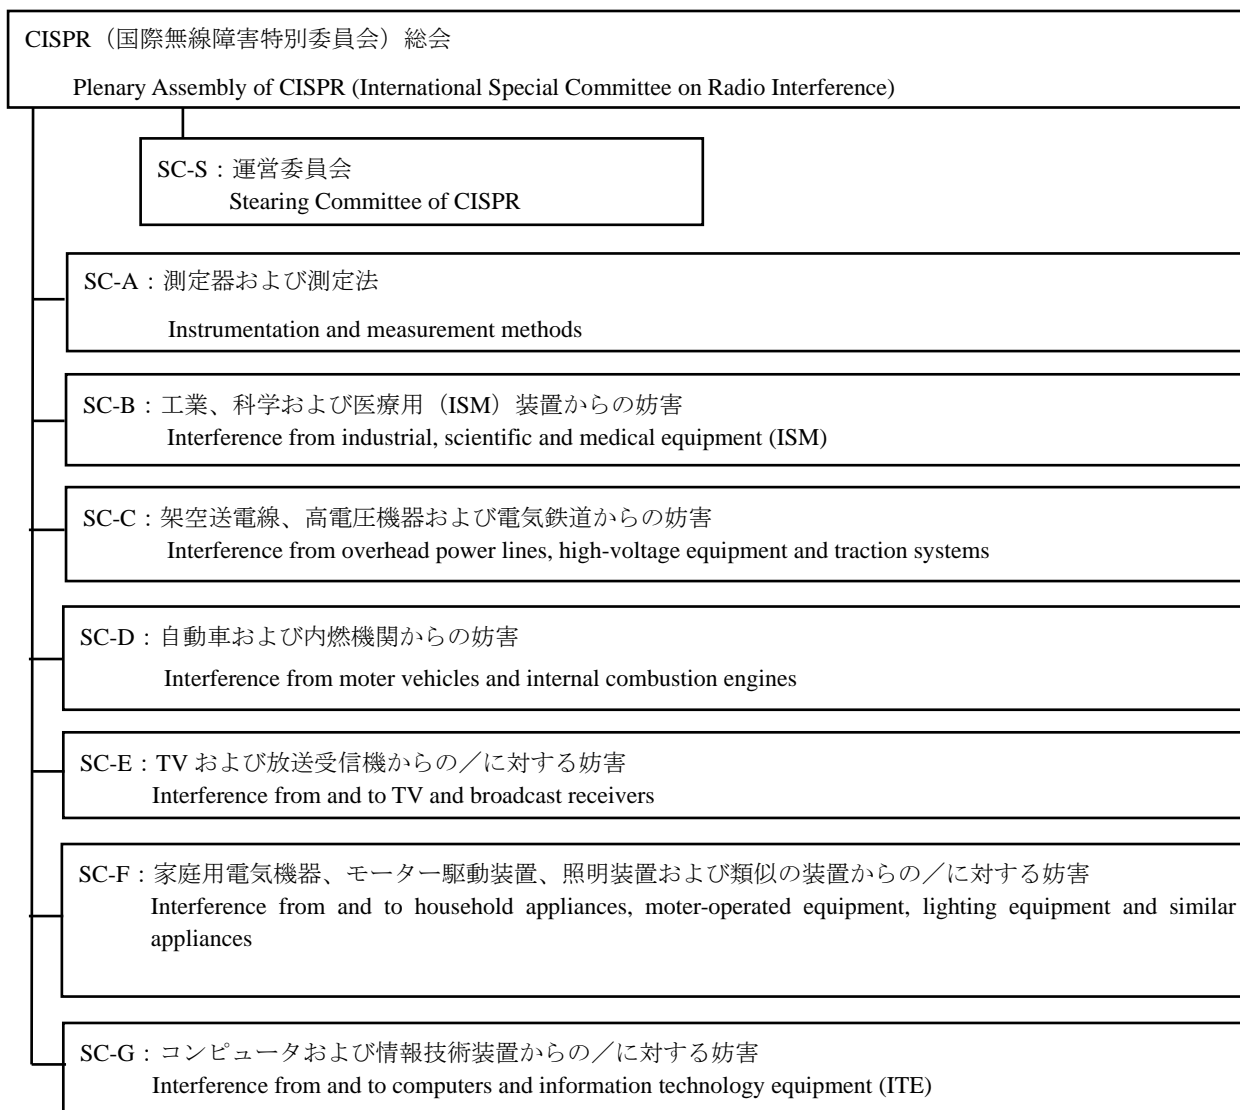 CISPR（国際無線障害特別委員会）総会
Plenary Assembly of CISPR (International Special Committee on Radio Interference)
SC-S：運営委員会
Stearing Committee of CISPR
SC-A：測定器および測定法
Instrumentation and measurement methods
SC-B：工業、科学および医療用（ISM）装置からの妨害
Interference from industrial, scientific and medical equipment (ISM)
SC-C：架空送電線、高電圧機器および電気鉄道からの妨害
Interference from overhead power lines, high-voltage equipment and traction systems
SC-D：自動車および内燃機関からの妨害
Interference from moter vehicles and internal combustion engines
SC-E：TV および放送受信機からの／に対する妨害
Interference from and to TV and broadcast receivers
SC-F：家庭用電気機器、モーター駆動装置、照明装置および類似の装置からの／に対する妨害
Interference from and to household appliances, moter-operated equipment, lighting equipment and similar
appliances
SC-G：コンピュータおよび情報技術装置からの／に対する妨害
Interference from and to computers and information technology equipment (ITE)